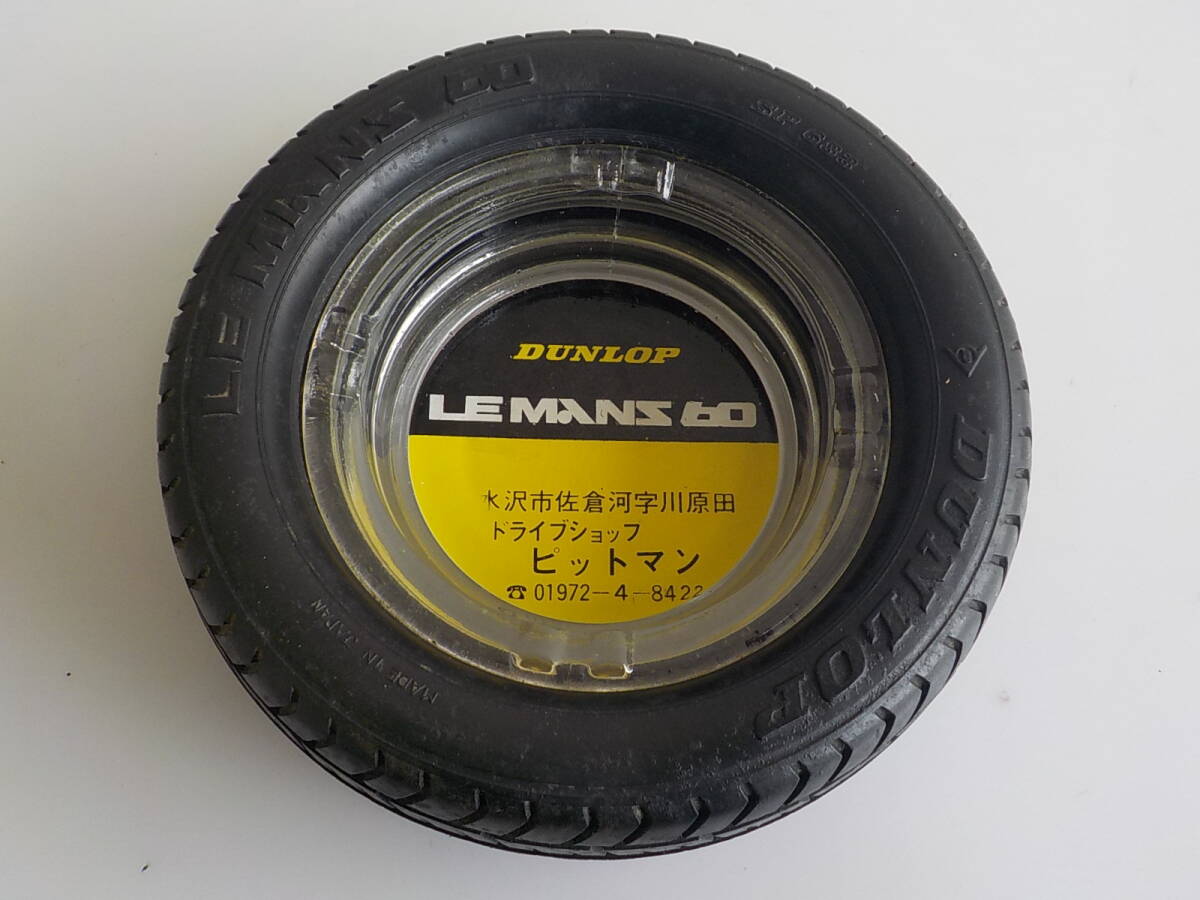 DUNLOP
LE MANS 60
水沢市佐倉河字川原田
ドライブショップ
ピットマン
☎01972-4-8422
LE MANS 60
DUNLOP
MADE IN JAPAN